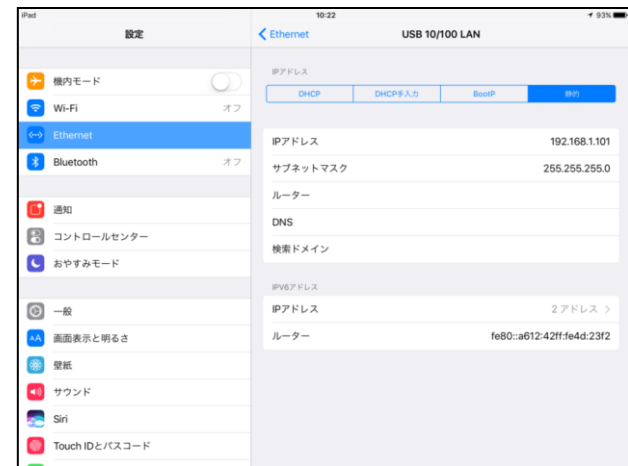 iPad
10:22
93%
設定
Ethernet
USB 10/100 LAN
機内モード
Wi-Fi オフ
Ethernet
Bluetooth オフ
通知
コントロールセンター
おやすみモード
一般
AA 画面表示と明るさ
壁紙
サウンド
Siri
Touch IDとパスコード
IPアドレス
DHCP DHCP手入力 BootP 静的
IPアドレス 192.168.1.101
サブネットマスク 255.255.255.0
ルーター
DNS
検索ドメイン
IPV6アドレス
IPアドレス 2 アドレス
ルーター fe80::a612:42ff:fe4d:23f2